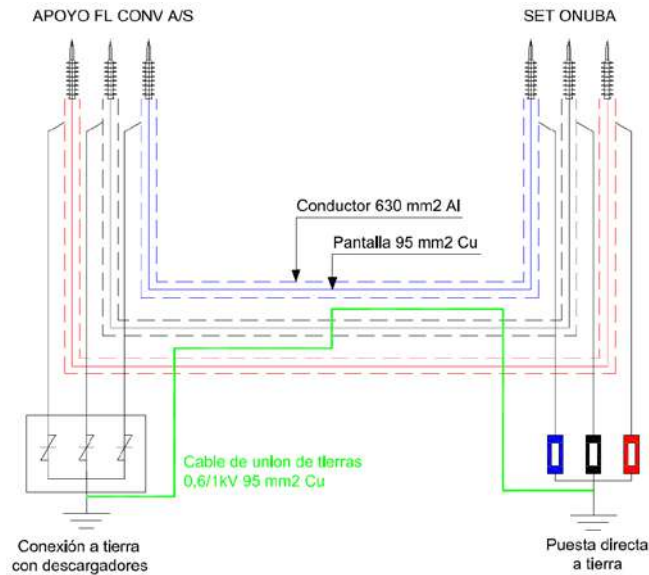 APOYO FL CONV A/S
SET ONUBA
Conductor 630 mm2 Al
Pantalla 95 mm2 Cu
Cable de union de tierras
0,6/1kV 95 mm2 Cu
Conexión a tierra
con descargadores
Puesta directa
a tierra